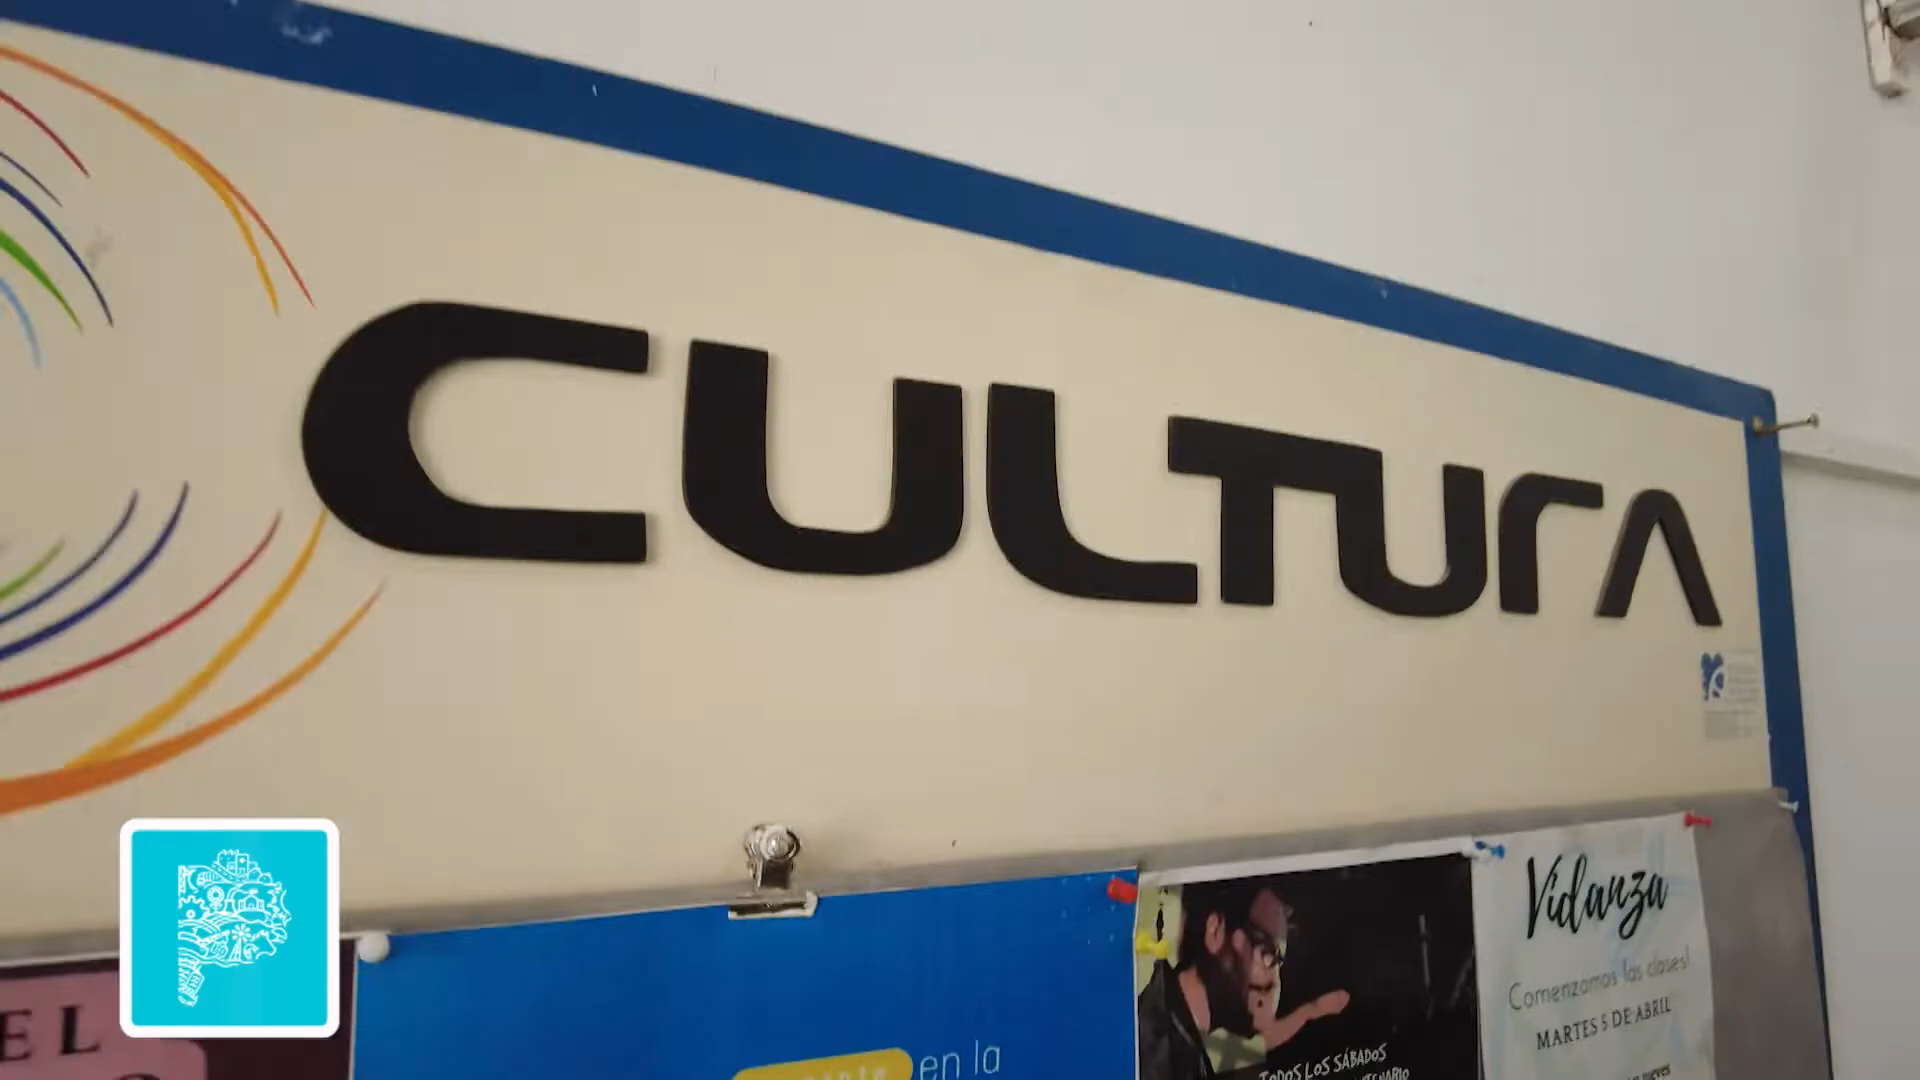 CULTURA
Vidanza
Comenzamos las clases!
MARTES 5 DE ABRIL
TODOS LOS SÁBADOS
EL
en la